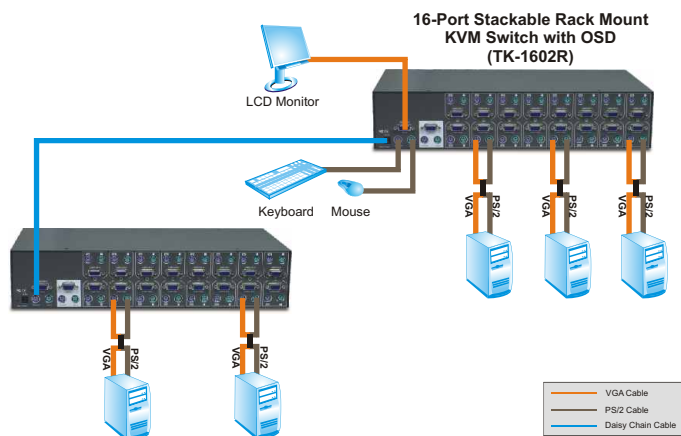 16-Port Stackable Rack Mount
KVM Switch with OSD
(TK-1602R)
LCD Monitor
Keyboard
Mouse
VGA
PS/2
VGA
PS/2
VGA
PS/2
VGA
PS/2
VGA
PS/2
VGA Cable
PS/2 Cable
Daisy Chain Cable